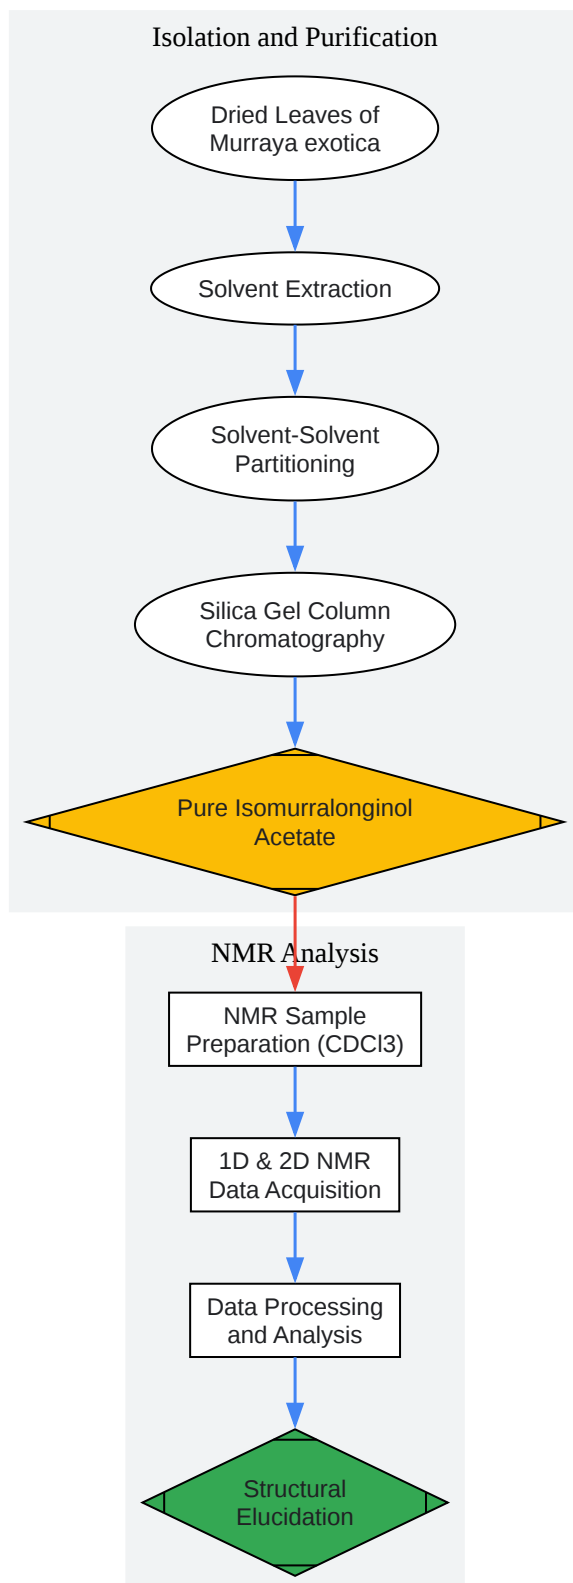 Isolation and Purification
Dried Leaves of
Murraya exotica
Solvent Extraction
Solvent-Solvent
Partitioning
Silica Gel Column
Chromatography
Pure Isomurralonginol
Acetate
NMR Analysis
NMR Sample
Preparation (CDCl3)
1D & 2D NMR
Data Acquisition
Data Processing
and Analysis
Structural
Elucidation